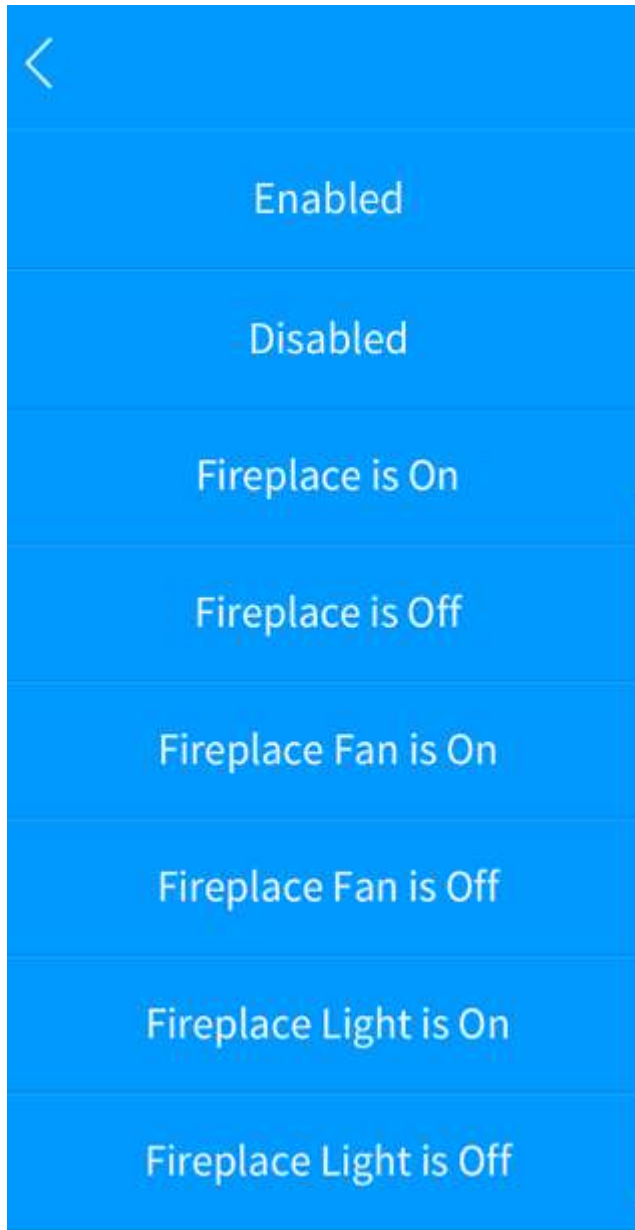 Enabled
Disabled
Fireplace is On
Fireplace is Off
Fireplace Fan is On
Fireplace Fan is Off
Fireplace Light is On
Fireplace Light is Off